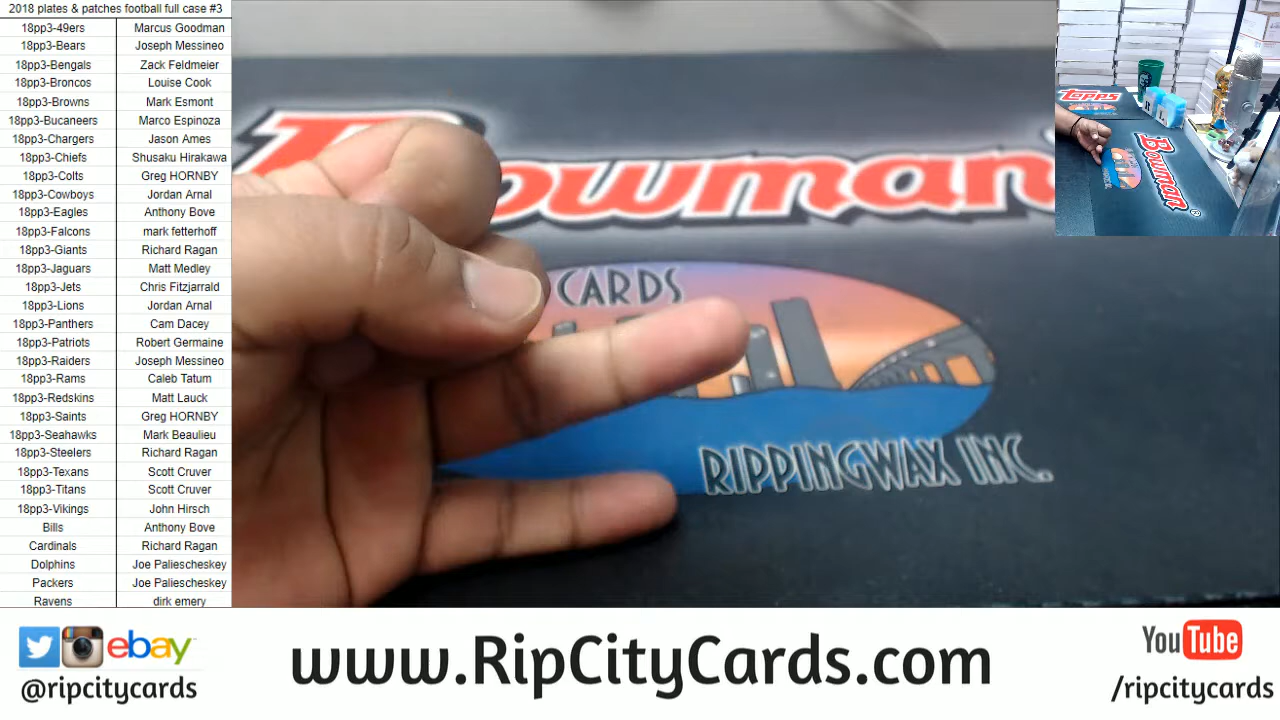 2018 plates & patches football full case #3
18pp3-49ers Marcus Goodman
18pp3-Bears Joseph Messineo
18pp3-Bengals Zack Feldmeier
18pp3-Broncos Louise Cook
18pp3-Browns Mark Esmont
18pp3-Bucaneers Marco Espinoza
18pp3-Chargers Jason Ames
18pp3-Chiefs Shusaku Hirakawa
18pp3-Colts Greg HORNBY
18pp3-Cowboys Jordan Arnal
18pp3-Eagles Anthony Bove
18pp3-Falcons mark fetterhoff
18pp3-Giants Richard Ragan
18pp3-Jaguars Matt Medley
18pp3-Jets Chris Fitzjarrald
18pp3-Lions Jordan Arnal
18pp3-Panthers Cam Dacey
18pp3-Patriots Robert Germaine
18pp3-Raiders Joseph Messineo
18pp3-Rams Caleb Tatum
18pp3-Redskins Matt Lauck
18pp3-Saints Greg HORNBY
18pp3-Seahawks Mark Beaulieu
18pp3-Steelers Richard Ragan
18pp3-Texans Scott Cruver
18pp3-Titans Scott Cruver
18pp3-Vikings John Hirsch
Bills Anthony Bove
Cardinals Richard Ragan
Dolphins Joe Paliescheskey
Packers Joe Paliescheskey
Ravens dirk emery
Bowman
CARDS
RIPPINGWAX INC.
Topps
Bowman®
ebay
@ripcitycards
www.RipCityCards.com
YouTube
/ripcitycards